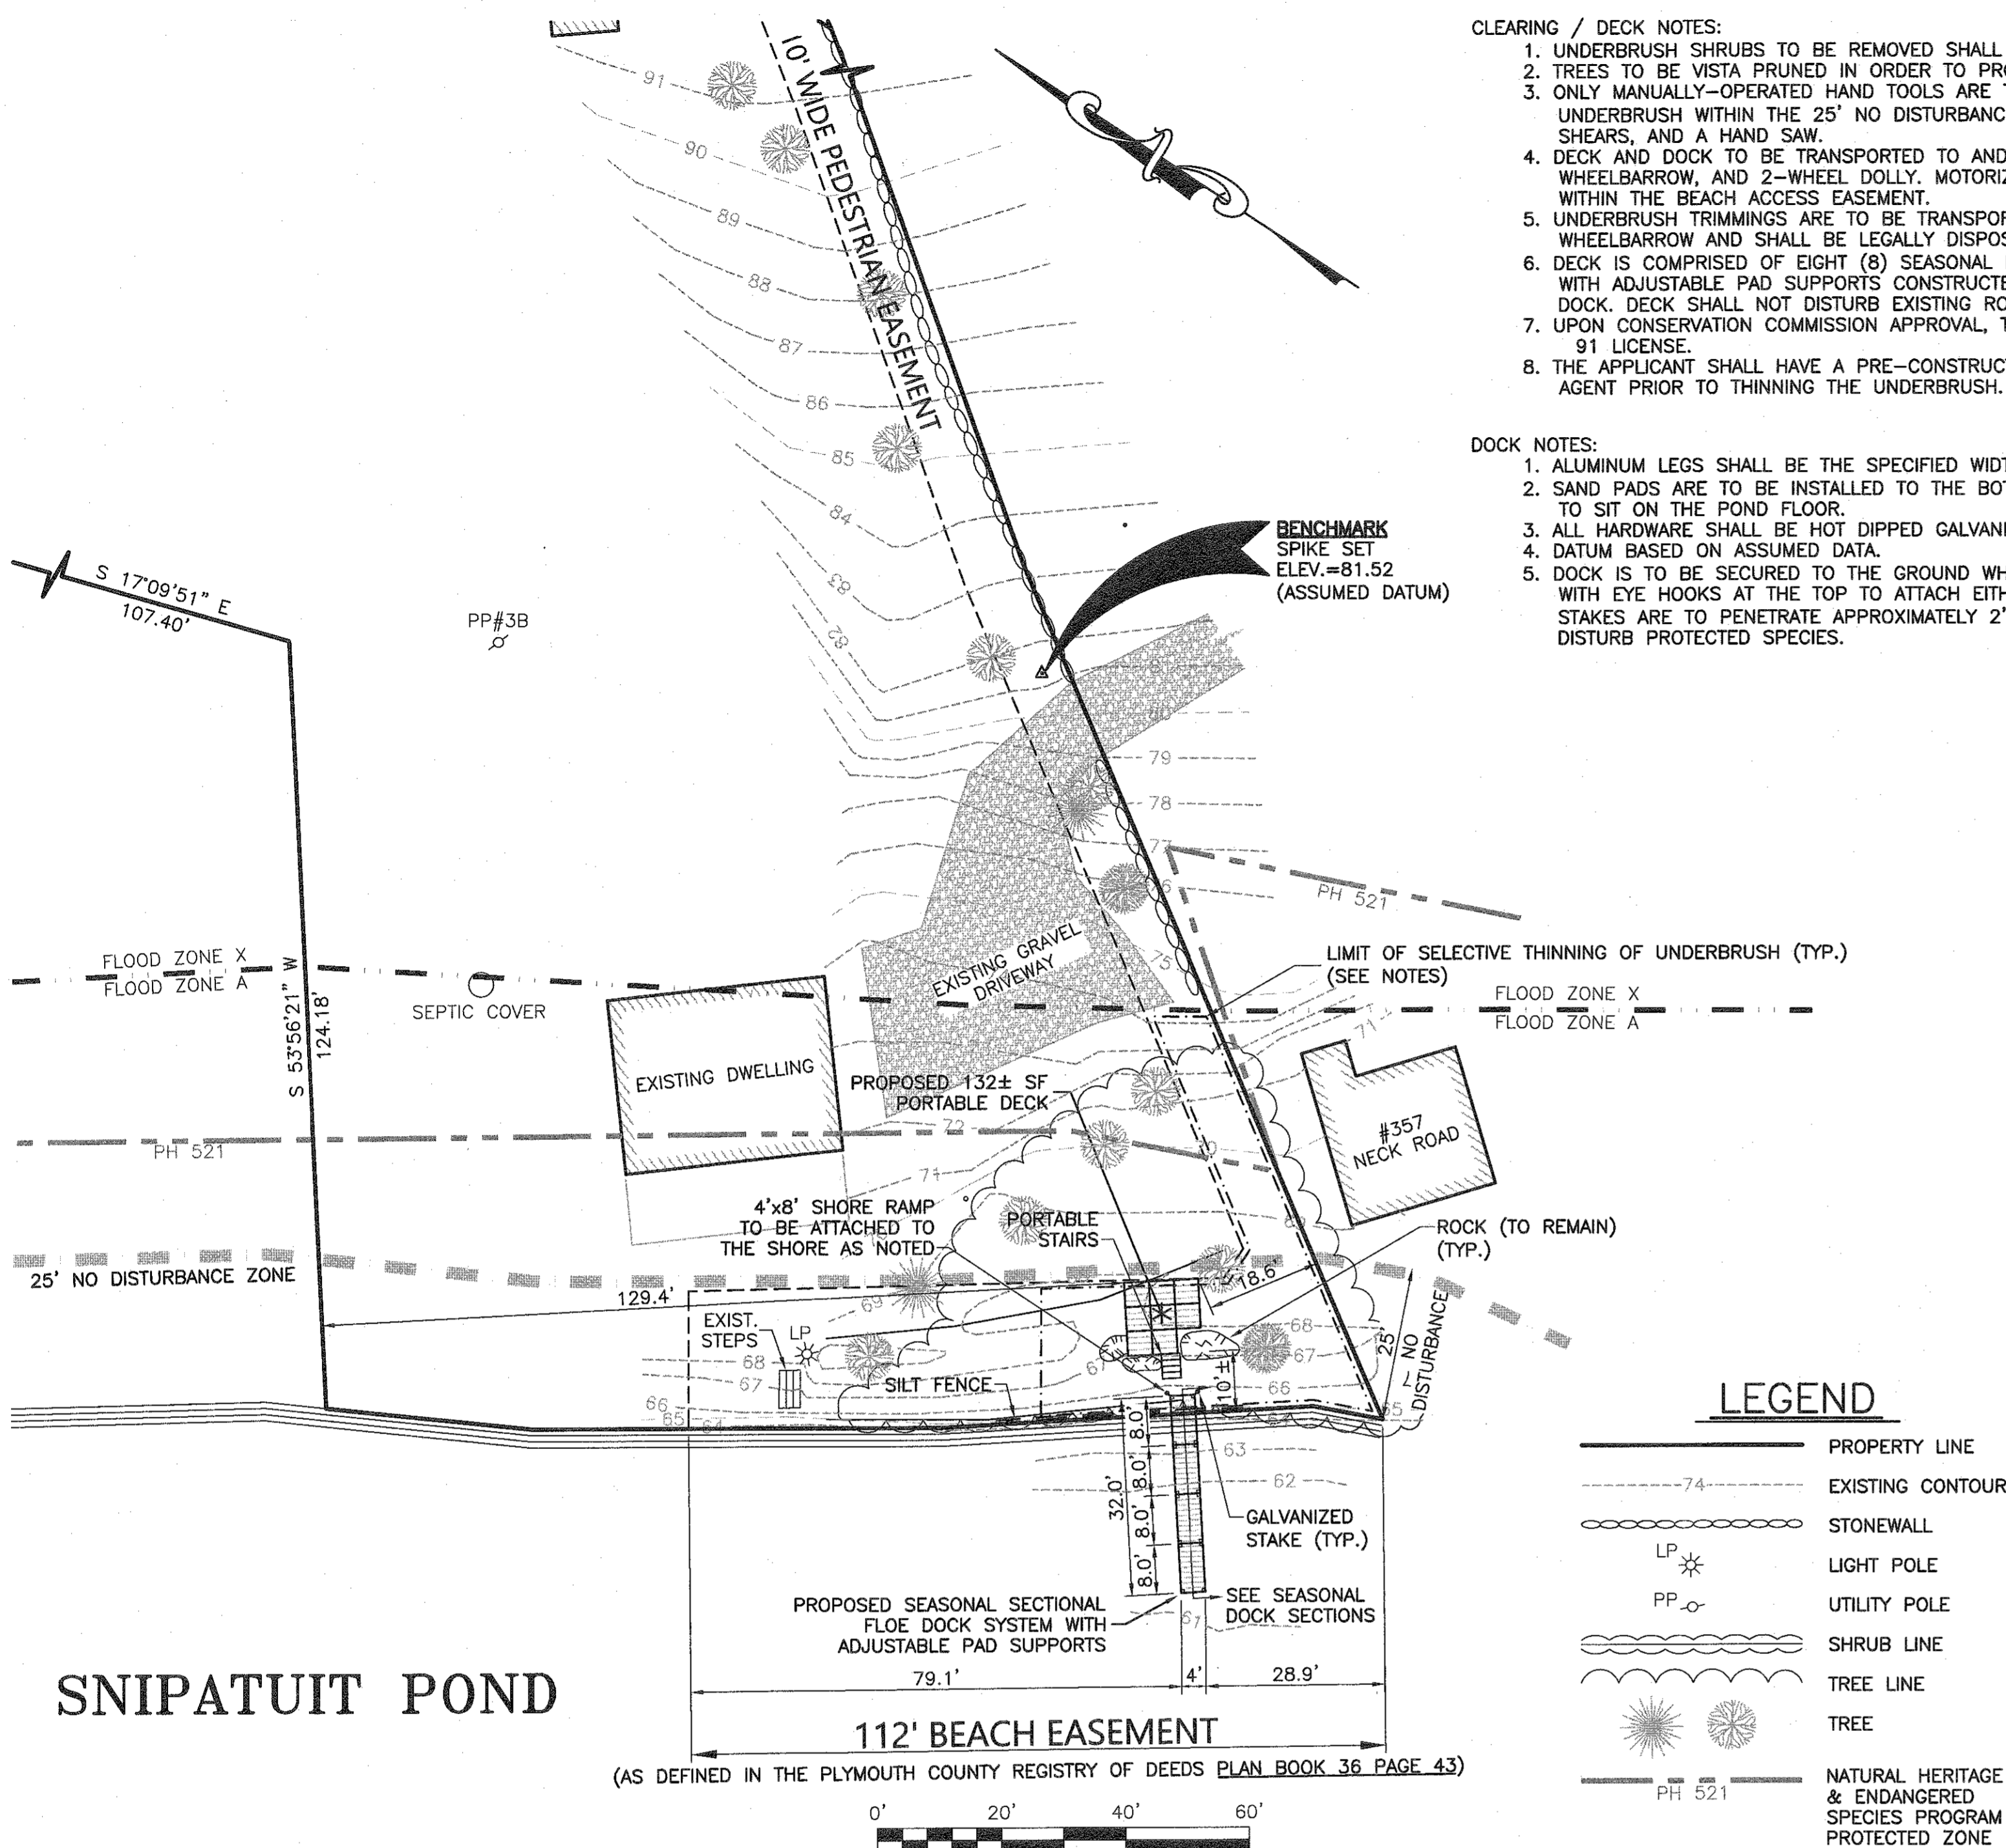 CLEARING / DECK NOTES:
1. UNDERBRUSH SHRUBS TO BE REMOVED SHALL
2. TREES TO BE VISTA PRUNED IN ORDER TO
3. ONLY MANUALLY-OPERATED HAND TOOLS ARE
UNDERBRUSH WITHIN THE 25' NO
SHEARS, AND A HAND SAW.
4. DECK AND DOCK TO BE TRANSPORTED TO AND
WHEELBARROW, AND 2-WHEEL DOLLY.
WITHIN THE BEACH ACCESS EASEMENT.
5. UNDERBRUSH TRIMMINGS ARE TO BE
WHEELBARROW AND SHALL BE LEGALLY
6. DECK IS COMPRISED OF EIGHT (8) SEASONAL
WITH ADJUSTABLE PAD SUPPORTS
DOCK. DECK SHALL NOT DISTURB EXISTING
7. UPON CONSERVATION COMMISSION APPROVAL,
91 LICENSE.
8. THE APPLICANT SHALL HAVE A
AGENT PRIOR TO THINNING THE UNDERBRUSH.
DOCK NOTES:
1. ALUMINUM LEGS SHALL BE THE SPECIFIED
2. SAND PADS ARE TO BE INSTALLED TO THE
TO SIT ON THE POND FLOOR.
3. ALL HARDWARE SHALL BE HOT DIPPED
4. DATUM BASED ON ASSUMED DATA.
5. DOCK IS TO BE SECURED TO THE GROUND
WITH EYE HOOKS AT THE TOP TO ATTACH
STAKES ARE TO PENETRATE APPROXIMATELY 2'
DISTURB PROTECTED SPECIES.
10' WIDE PEDESTRIAN EASEMENT
91
90
89
88
87
86
85
84
83
82
BENCHMARK
SPIKE SET
ELEV.=81.52
(ASSUMED DATUM)
S 17°09'51" E
107.40'
PP#3B
79
78
77
76
75
PH 521
LIMIT OF SELECTIVE THINNING OF UNDERBRUSH (TYP.)
(SEE NOTES)
FLOOD ZONE X
FLOOD ZONE A
FLOOD ZONE X
FLOOD ZONE A
SEPTIC COVER
S 53°56'21" W
124.18'
EXISTING GRAVEL
DRIVEWAY
71
EXISTING DWELLING
PROPOSED 132± SF
PORTABLE DECK
#357
NECK ROAD
72
PH 521
71
70
4'x8' SHORE RAMP
TO BE ATTACHED TO
THE SHORE AS NOTED
PORTABLE
STAIRS
69
ROCK (TO REMAIN)
(TYP.)
25' NO DISTURBANCE ZONE
18.6'
129.4'
69
EXIST.
STEPS
LP
68
67
66
65
64
68
67
67
66
65
64
10'±
25'
NO
DISTURBANCE
SILT FENCE
63
62
61
32.0'
8.0'
8.0'
8.0'
8.0'
GALVANIZED
STAKE (TYP.)
PROPOSED SEASONAL SECTIONAL
FLOE DOCK SYSTEM WITH
ADJUSTABLE PAD SUPPORTS
SEE SEASONAL
DOCK SECTIONS
79.1'
4'
28.9'
SNIPATUIT POND
112' BEACH EASEMENT
(AS DEFINED IN THE PLYMOUTH COUNTY REGISTRY OF DEEDS PLAN BOOK 36 PAGE 43)
0'
20'
40'
60'
LEGEND
PROPERTY LINE
74
EXISTING CONTOUR
STONEWALL
LP
LIGHT POLE
PP
UTILITY POLE
SHRUB LINE
TREE LINE
TREE
PH 521
NATURAL HERITAGE
& ENDANGERED
SPECIES PROGRAM
PROTECTED ZONE